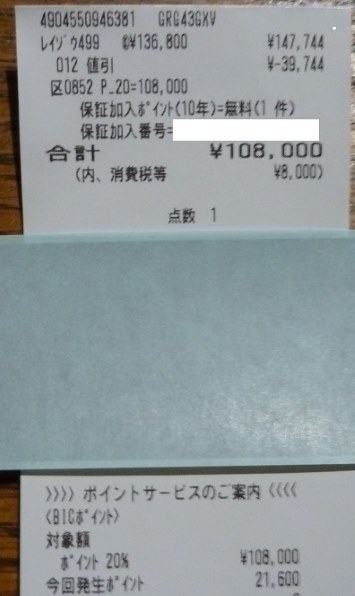 4904550946381 GRG43GXV
レイゾウ499 @¥136,800 ¥147,744
012 値引 ¥-39,744
区0852 P_20=108,000
保証加入ポイント(10年)=無料(1 件)
保証加入番号=
合計 ¥108,000
(内、消費税等 ¥8,000)
点数 1
>>>> ポイントサービスのご案内 <<<<
(BICポイント)
対象額
ポイント 20% ¥108,000
今回発生ポイント 21,600